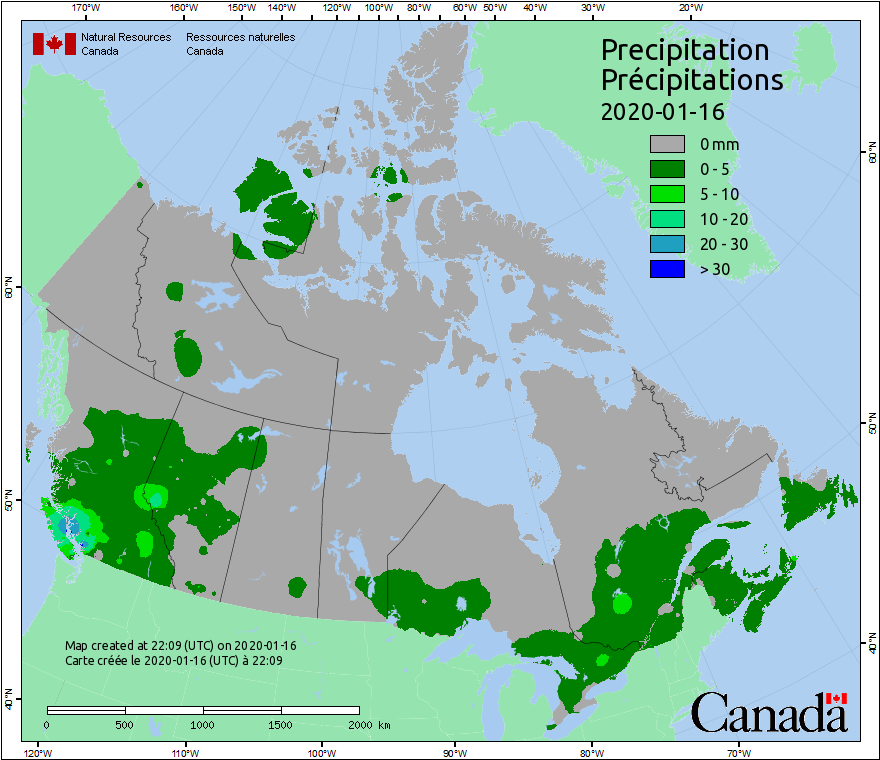 170°W 160°W 150°W 140°W 120°W 100°W 80°W 60°W 50°W 40°W 30°W 20°W
Natural Resources Ressources naturelles
Canada Canada
Precipitation
Précipitations
2020-01-16
0 mm
0 - 5
5 - 10
10 - 20
20 - 30
> 30
60°N
60°N
50°N
50°N
40°N
40°N
Map created at 22:09 (UTC) on 2020-01-16
Carte créée le 2020-01-16 (UTC) à 22:09
0 500 1000 1500 2000 km
Canada
120°W 110°W 100°W 90°W 80°W 70°W